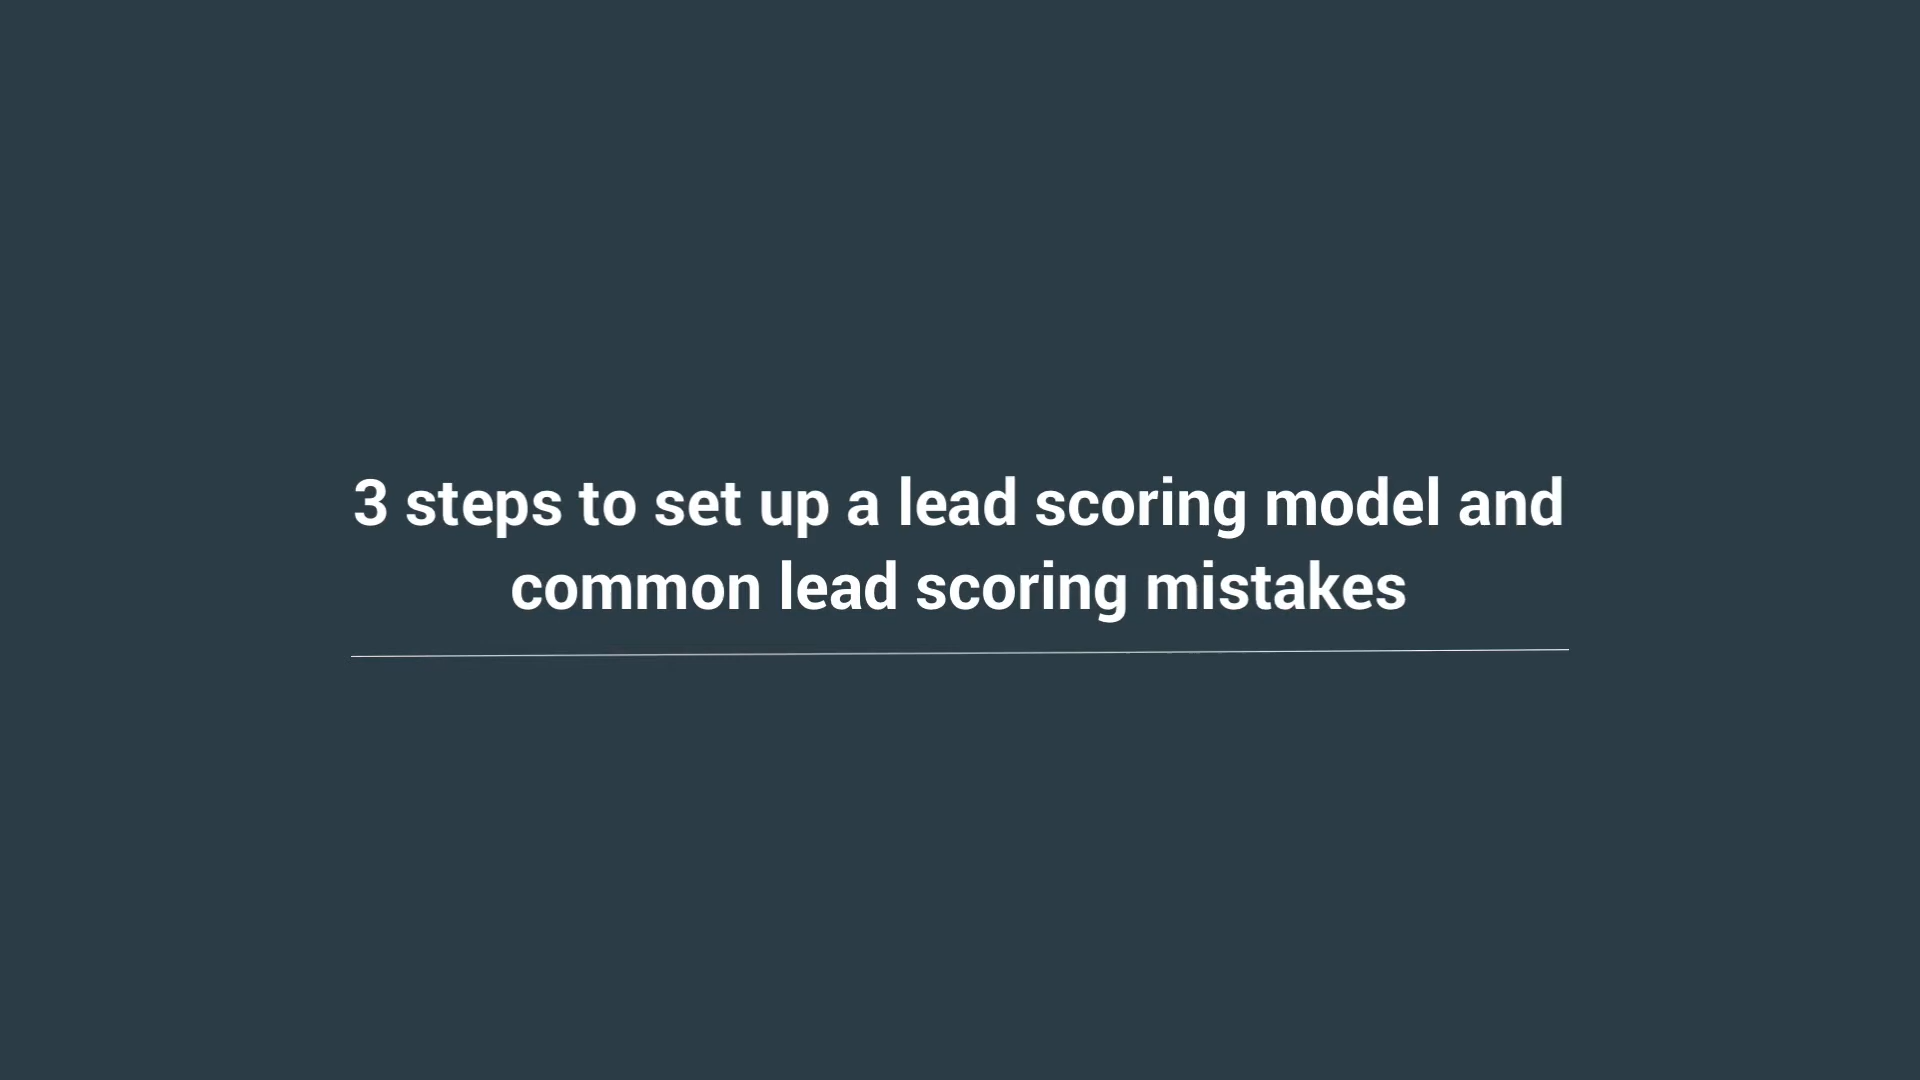 3 steps to set up a lead scoring model and
common lead scoring mistakes